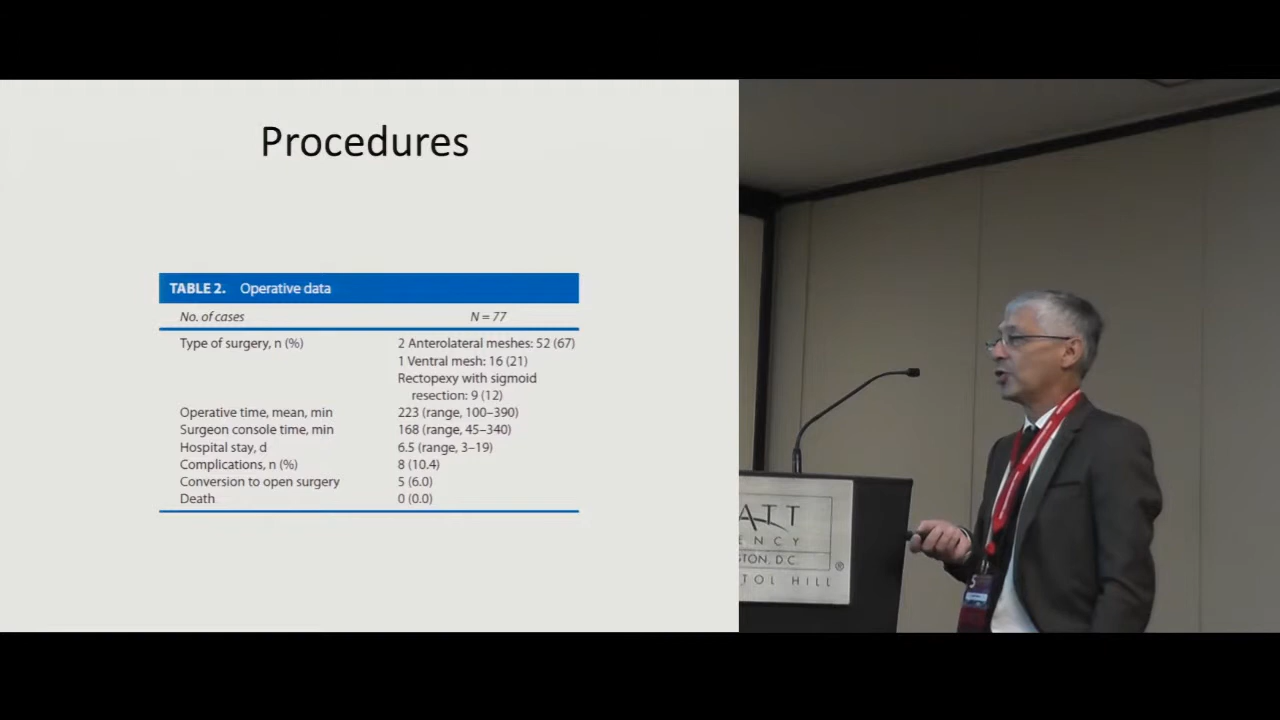 Procedures
TABLE 2. Operative data
No. of cases N = 77
Type of surgery, n (%) 2 Anterolateral meshes: 52 (67)
1 Ventral mesh: 16 (21)
Rectopexy with sigmoid
resection: 9 (12)
Operative time, mean, min 223 (range, 100–390)
Surgeon console time, min 168 (range, 45–340)
Hospital stay, d 6.5 (range, 3–19)
Complications, n (%) 8 (10.4)
Conversion to open surgery 5 (6.0)
Death 0 (0.0)
ATT
ENCY
TON, D.C.
TOL HILL